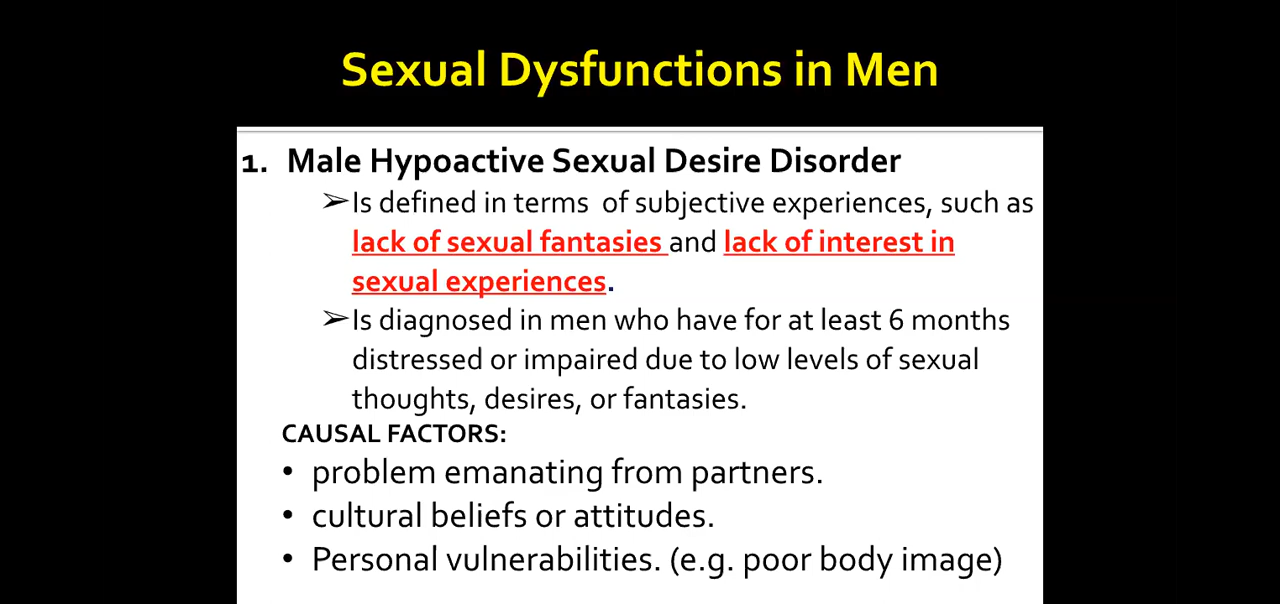 Sexual Dysfunctions in Men
1. Male Hypoactive Sexual Desire Disorder
➢Is defined in terms of subjective experiences, such as
lack of sexual fantasies and lack of interest in
sexual experiences.
➢Is diagnosed in men who have for at least 6 months
distressed or impaired due to low levels of sexual
thoughts, desires, or fantasies.
CAUSAL FACTORS:
• problem emanating from partners.
• cultural beliefs or attitudes.
• Personal vulnerabilities. (e.g. poor body image)